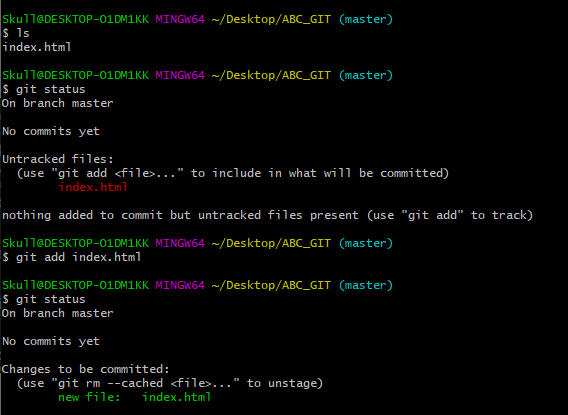 Skull@DESKTOP-O1DM1KK MINGW64 ~/Desktop/ABC_GIT (master)
$ ls
index.html
Skull@DESKTOP-O1DM1KK MINGW64 ~/Desktop/ABC_GIT (master)
$ git status
On branch master
No commits yet
Untracked files:
  (use "git add <file>..." to include in what will be committed)
        index.html
nothing added to commit but untracked files present (use "git add" to track)
Skull@DESKTOP-O1DM1KK MINGW64 ~/Desktop/ABC_GIT (master)
$ git add index.html
Skull@DESKTOP-O1DM1KK MINGW64 ~/Desktop/ABC_GIT (master)
$ git status
On branch master
No commits yet
Changes to be committed:
  (use "git rm --cached <file>..." to unstage)
        new file:   index.html